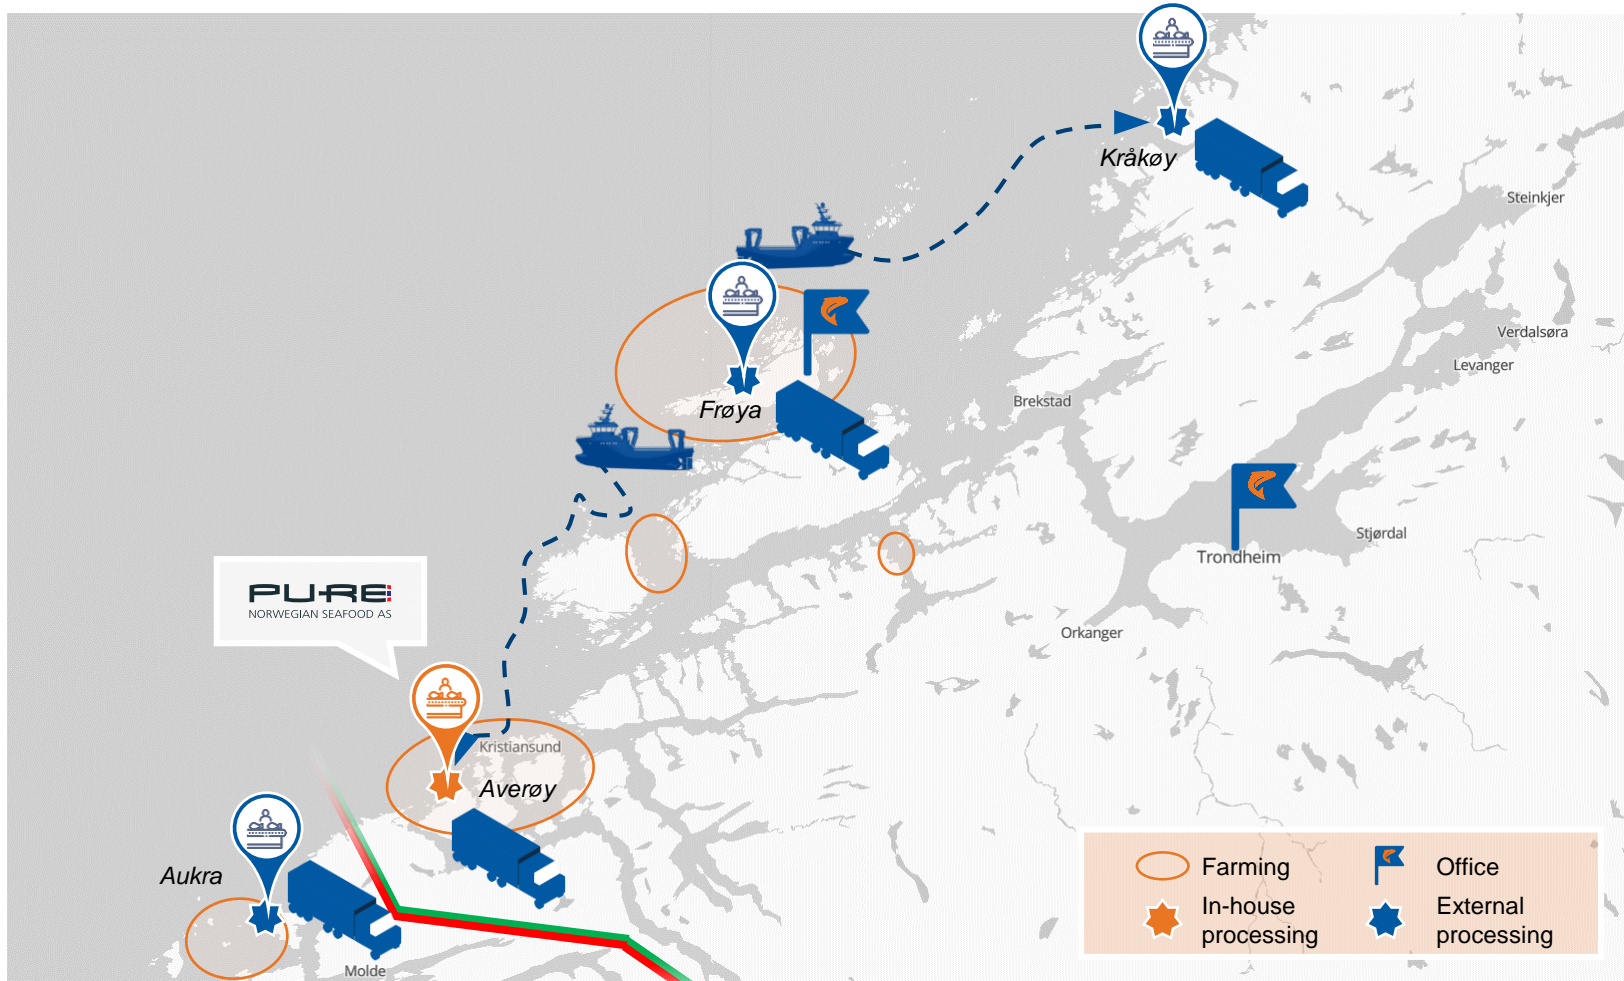 Kråkøy
Steinkjer
Verdalsøra
Levanger
Brekstad
Frøya
Stjørdal
Trondheim
Orkanger
PURE
NORWEGIAN SEAFOOD AS
Kristiansund
Averøy
Aukra
Molde
Farming
Office
In-house
processing
External
processing